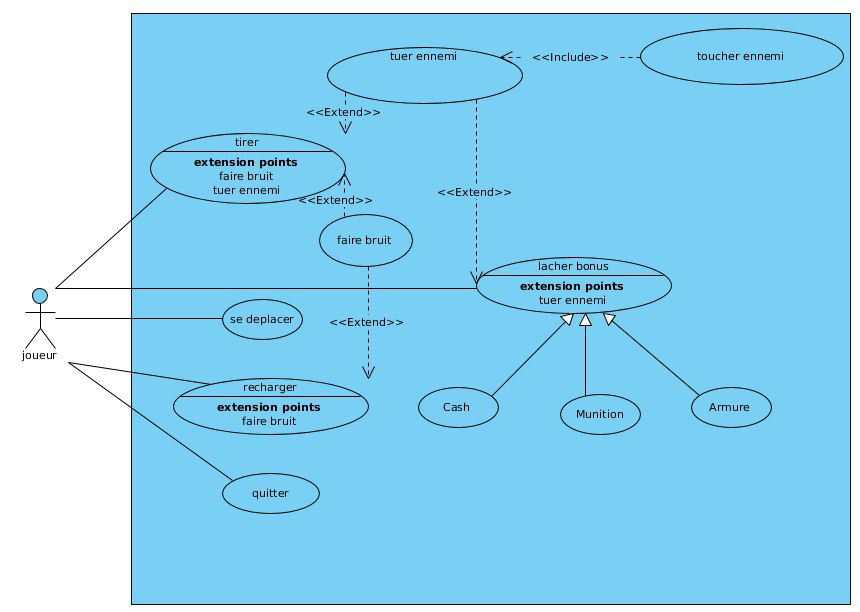 tuer ennemi
<<Include>>
toucher ennemi
<<Extend>>
tirer
extension points
faire bruit
tuer ennemi
<<Extend>>
<<Extend>>
faire bruit
lacher bonus
extension points
tuer ennemi
joueur
se deplacer
<<Extend>>
recharger
extension points
faire bruit
Cash
Munition
Armure
quitter